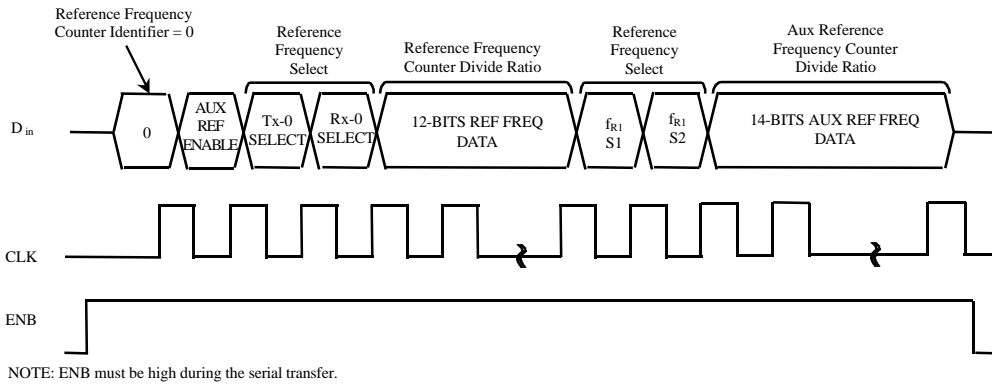 Reference Frequency
Counter Identifier = 0
Reference
Frequency
Select
Reference Frequency
Counter Divide Ratio
Reference
Frequency
Select
Aux Reference
Frequency Counter
Divide Ratio
D in
0
AUX
REF
ENABLE
Tx-0
SELECT
Rx-0
SELECT
12-BITS REF FREQ
DATA
fR1
S1
fR1
S2
14-BITS AUX REF FREQ
DATA
CLK
ENB
NOTE: ENB must be high during the serial transfer.